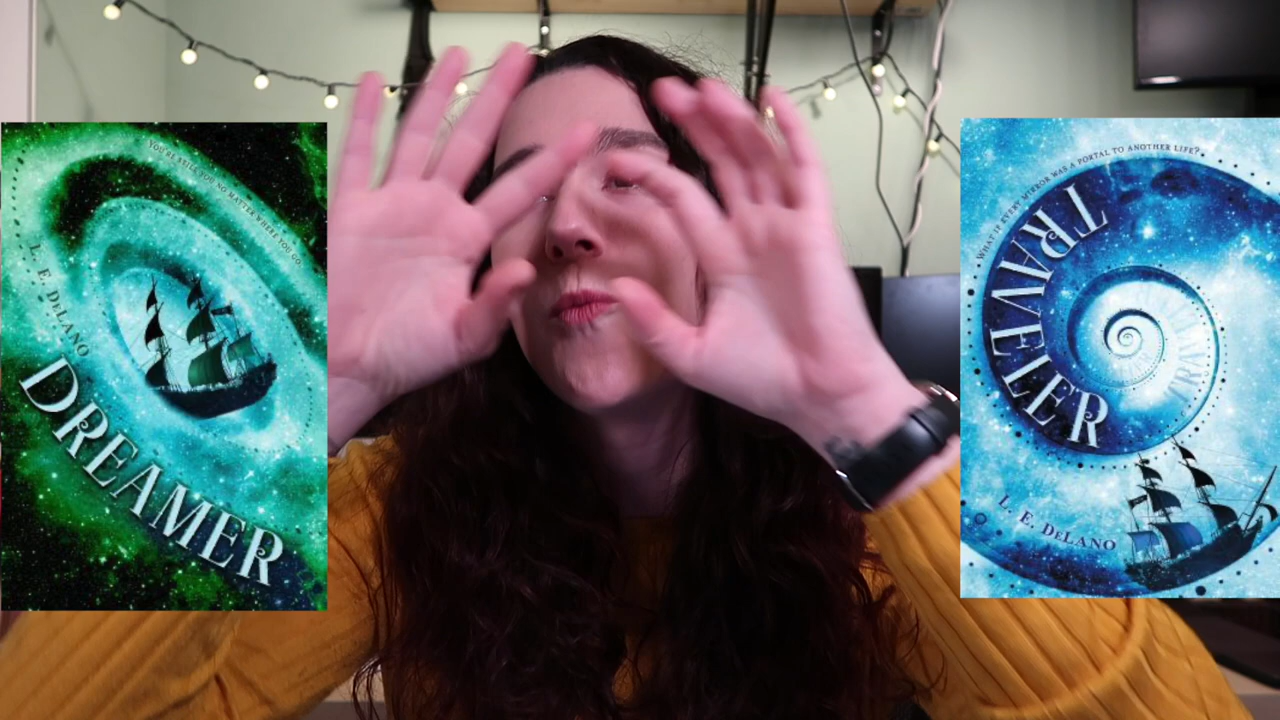 YOU'RE STILL YOU, NO MATTER WHERE YOU GO.
L. E. DELANO
DREAMER
WHAT IF EVERY MIRROR WAS A PORTAL TO ANOTHER LIFE?
TRAVELER
L. E. DELANO